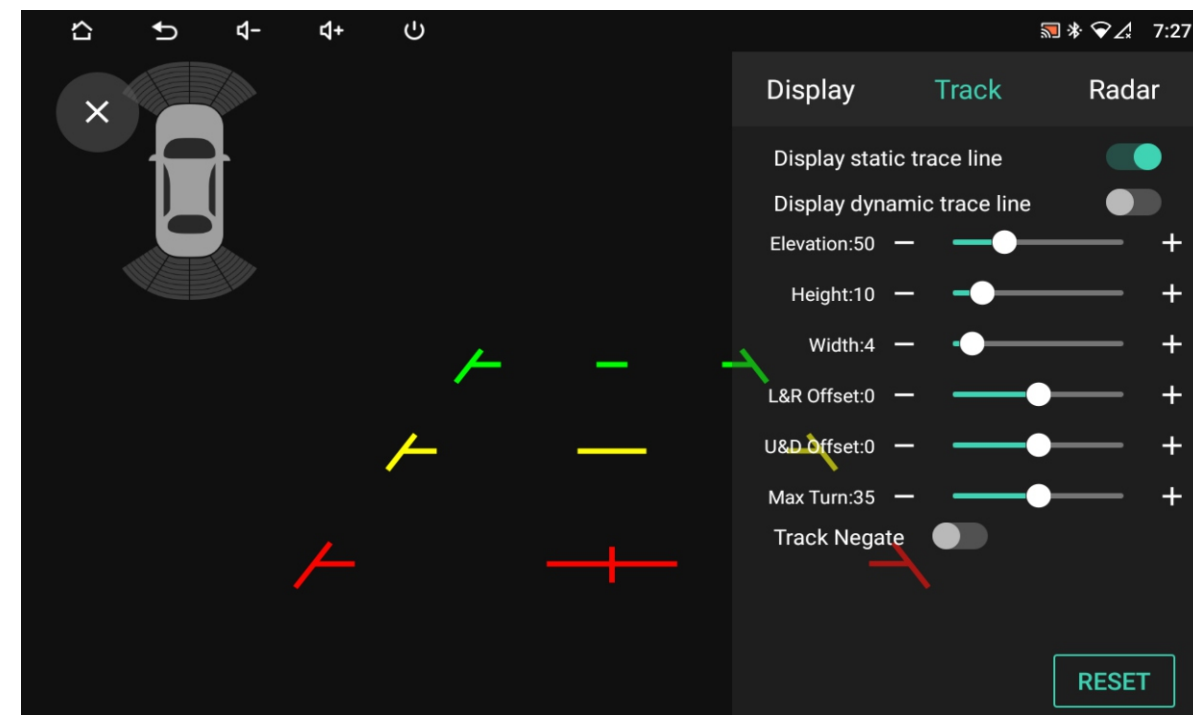 7:27
Display Track Radar
Display static trace line
Display dynamic trace line
Elevation:50
Height:10
Width:4
L&R Offset:0
U&D Offset:0
Max Turn:35
Track Negate
RESET